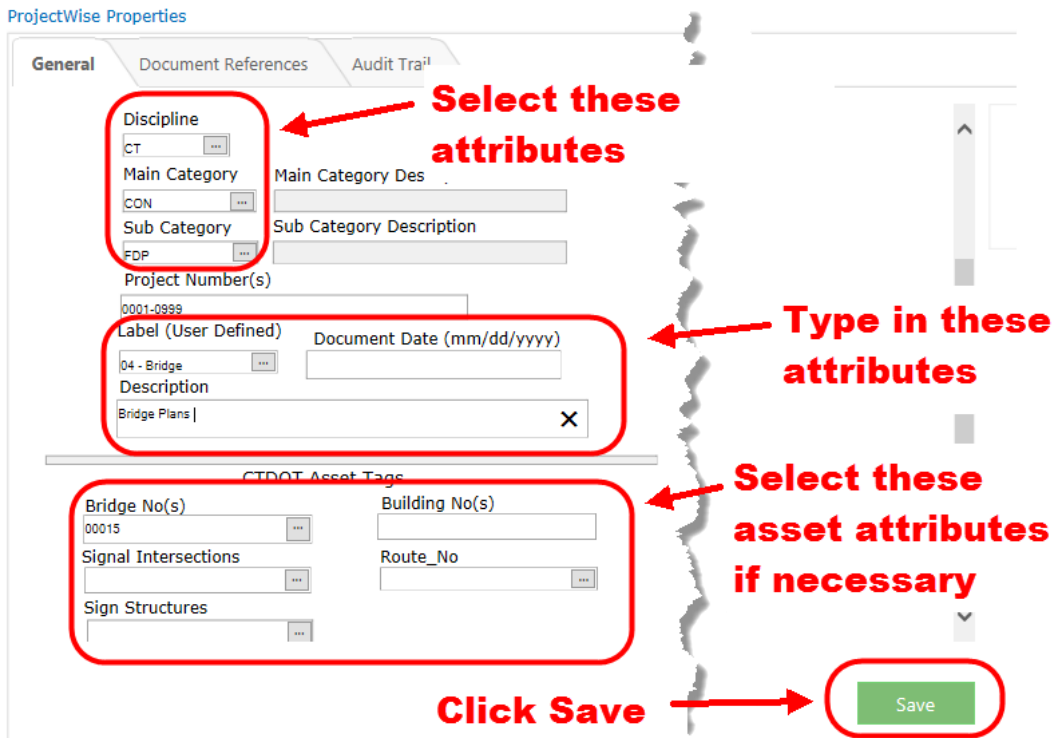 ProjectWise Properties
General
Document References
Audit Trail
Select these
attributes
Discipline
CT
...
Main Category
Main Category Des
CON
...
Sub Category
Sub Category Description
FDP
...
Project Number(s)
0001-0999
Label (User Defined)
Document Date (mm/dd/yyyy)
04 - Bridge
...
Description
Bridge Plans
Type in these
attributes
CTDOT Asset Tags
Bridge No(s)
Building No(s)
00015
...
Signal Intersections
Route_No
...
...
Sign Structures
...
Select these
asset attributes
if necessary
Click Save
Save